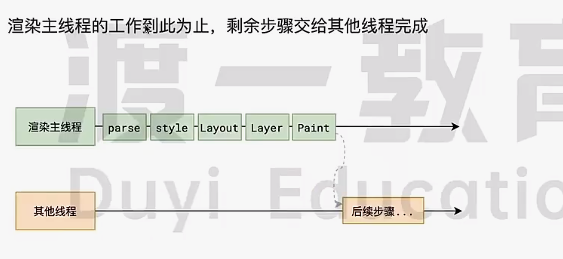 渲染主线程的工作到此为止，剩余步骤交给其他线程完成
渡一教育
渲染主线程
parse
style
Layout
Layer
Paint
Duyi Educatio
其他线程
后续步骤...